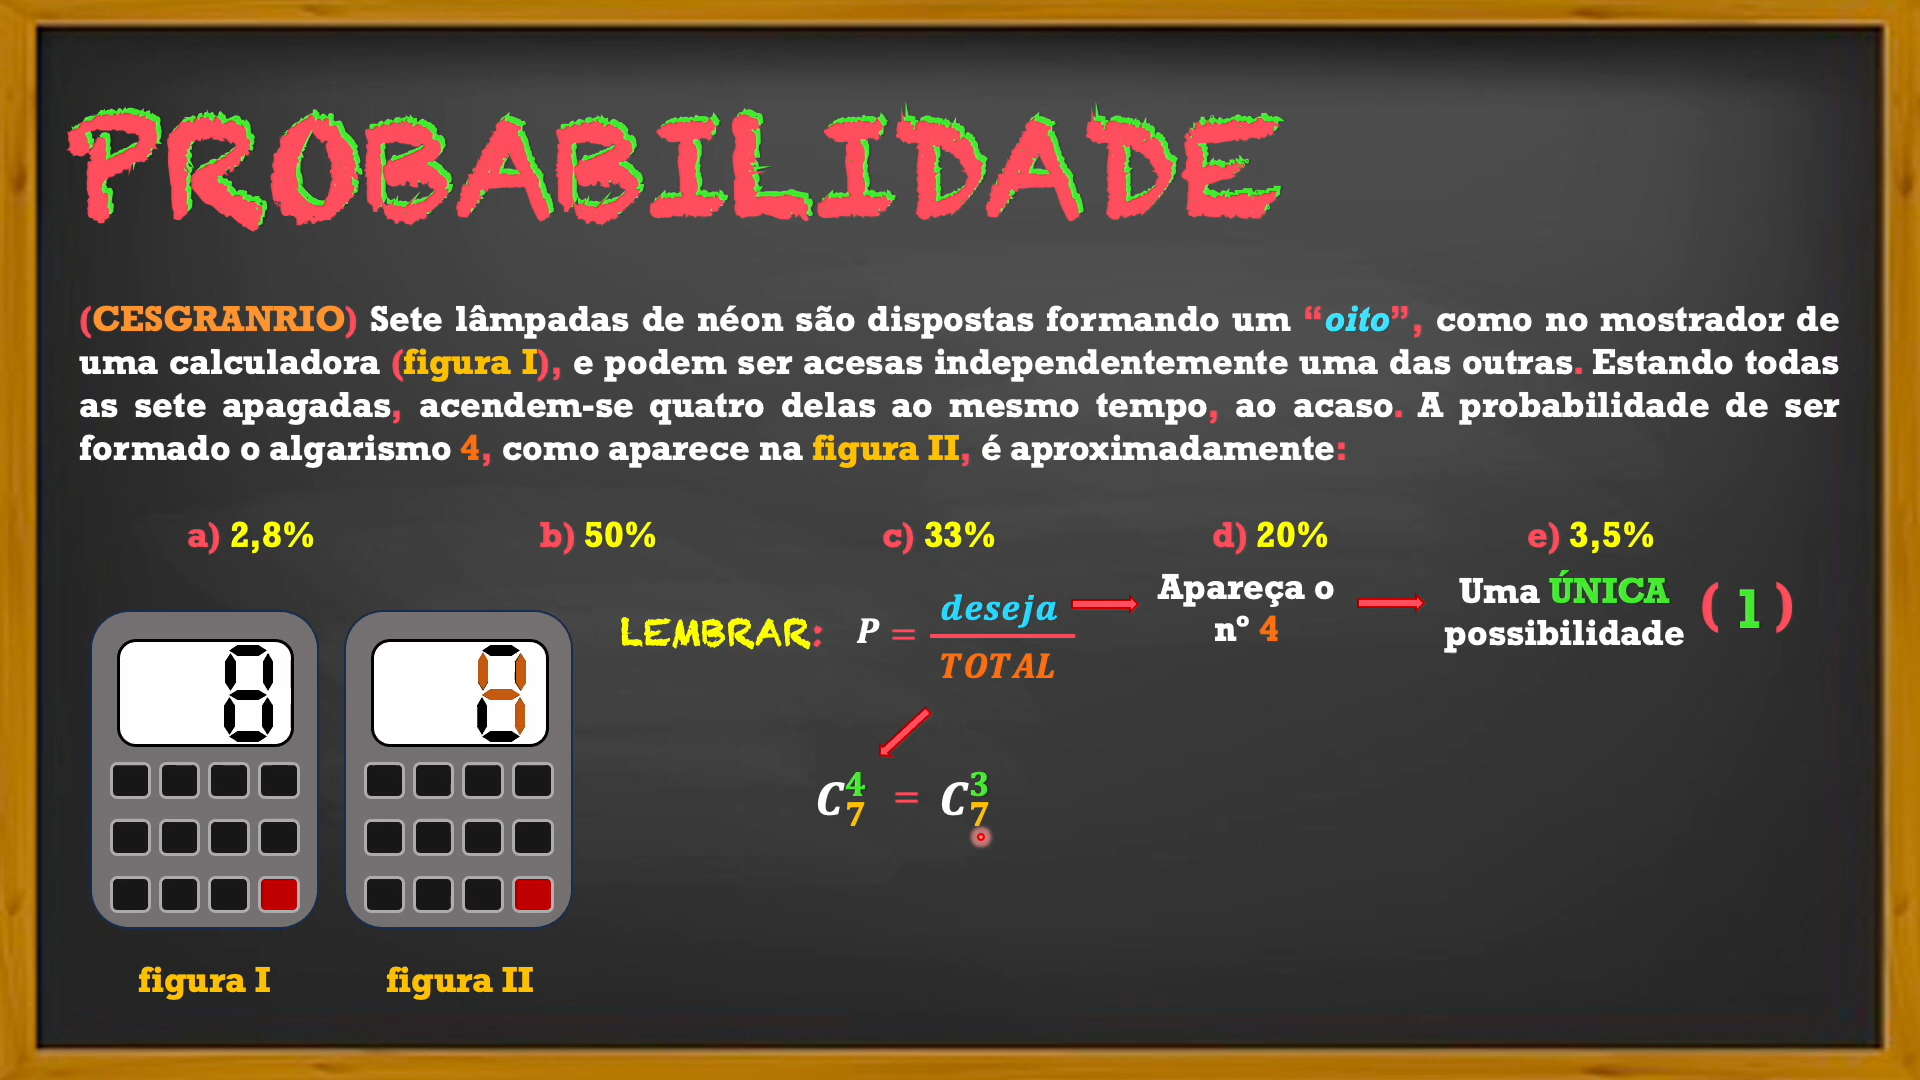 PROBABILIDADE
(CESGRANRIO) Sete lâmpadas de néon são dispostas formando um “oito”, como no mostrador de
uma calculadora (figura I), e podem ser acesas independentemente uma das outras. Estando todas
as sete apagadas, acendem-se quatro delas ao mesmo tempo, ao acaso. A probabilidade de ser
formado o algarismo 4, como aparece na figura II, é aproximadamente:
a) 2,8% b) 50% c) 33% d) 20% e) 3,5%
LEMBRAR: P = deseja
TOTAL
Apareça o
nº 4
Uma ÚNICA
possibilidade
( 1 )
8
4
C⁴₇ = C³₇
figura I
figura II